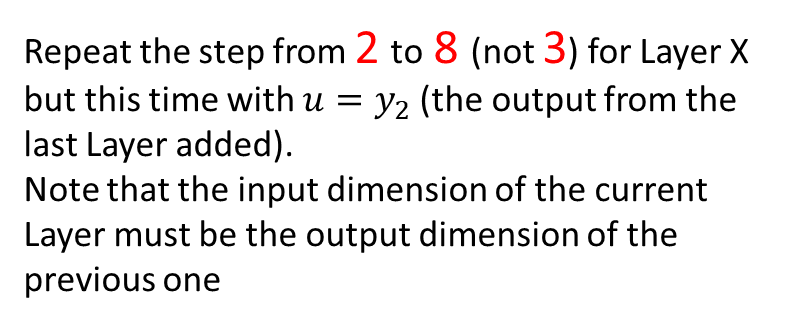 Repeat the step from 2 to 8 (not 3) for Layer X
but this time with u = y₂ (the output from the
last Layer added).
Note that the input dimension of the current
Layer must be the output dimension of the
previous one